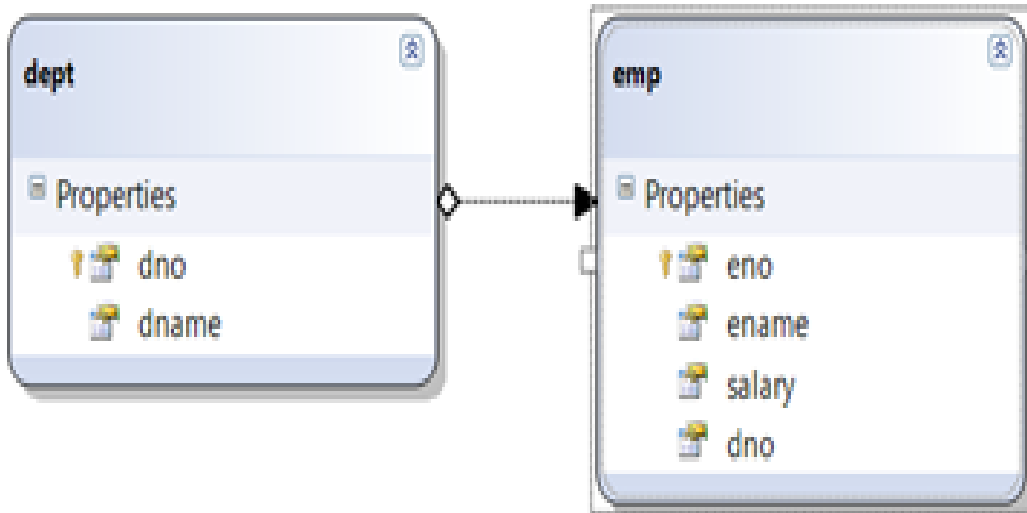 dept
Properties
dno
dname
emp
Properties
eno
ename
salary
dno